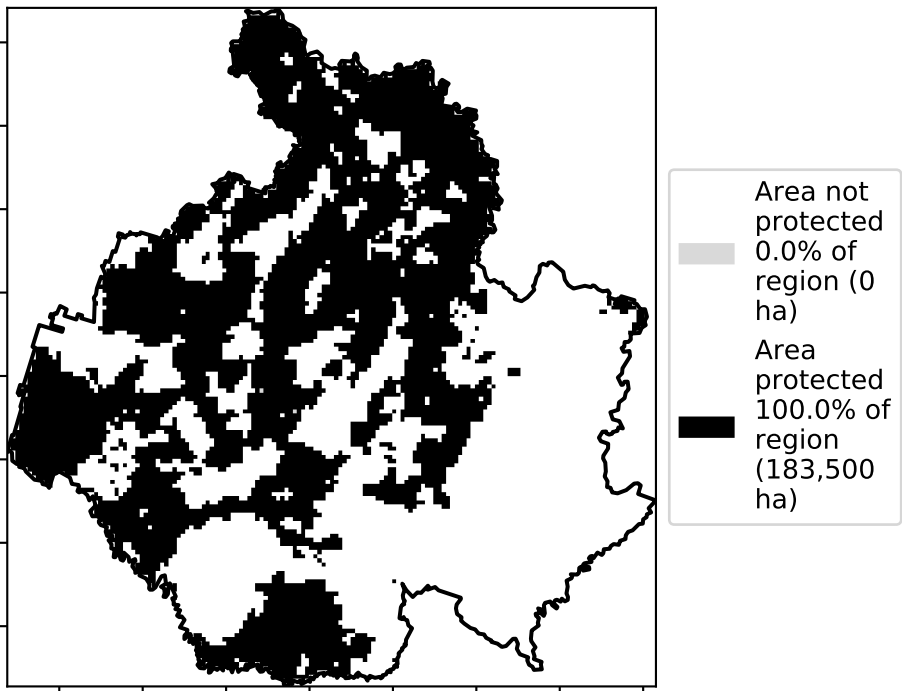 Area not
protected
0.0% of
region (0
ha)
Area
protected
100.0% of
region
(183,500
ha)